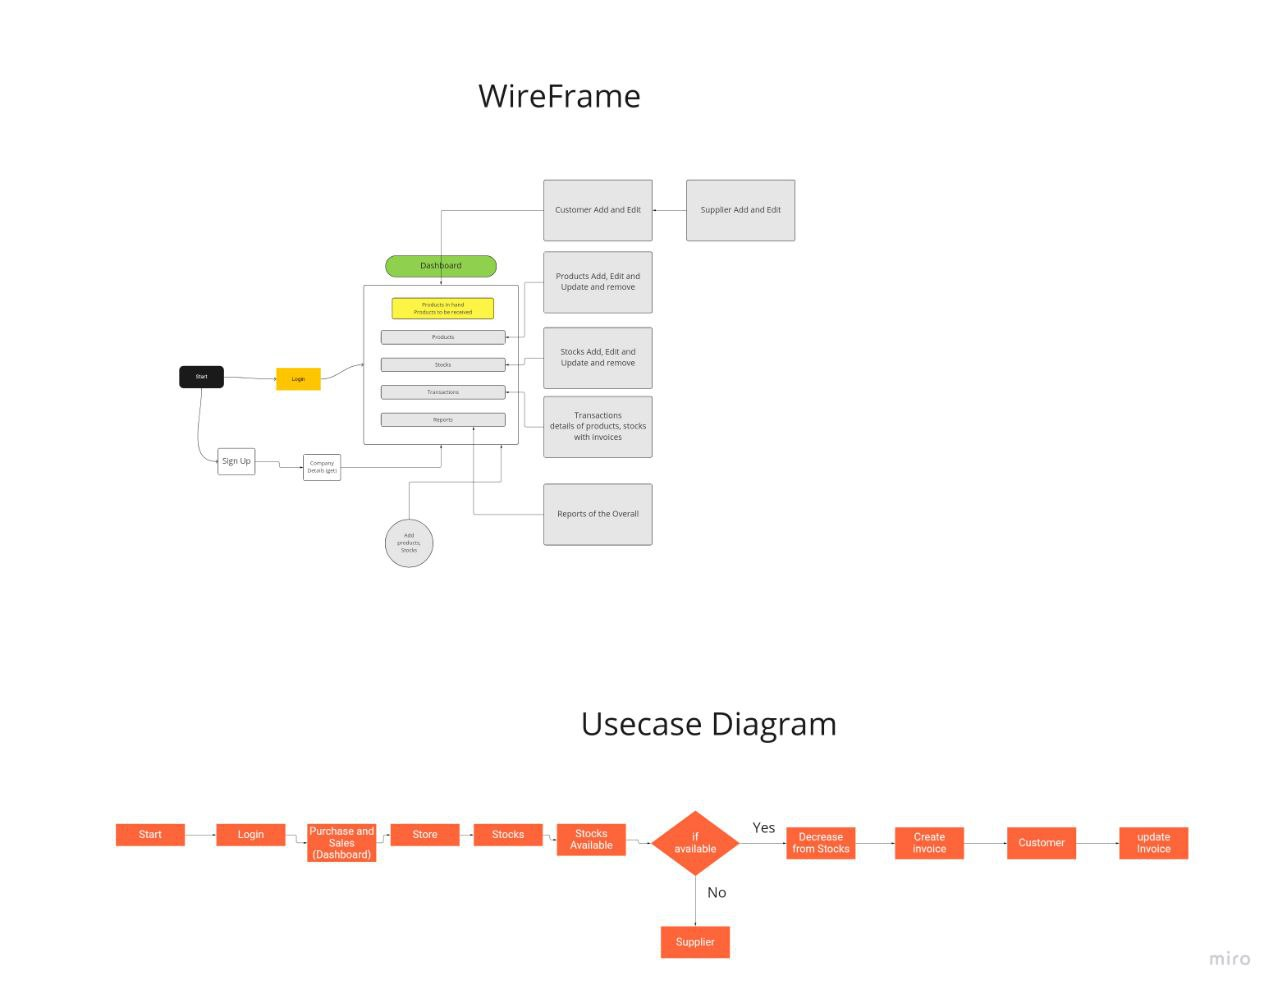 WireFrame
Customer Add and Edit
Supplier Add and Edit
Dashboard
Products in hand
Products to be received
Products Add, Edit and
Update and remove
Products
Stocks
Stocks Add, Edit and
Update and remove
Start
Login
Transactions
Transactions
details of products, stocks
with invoices
Reports
Sign Up
Company
Details (get)
Reports of the Overall
Add
products,
Stocks
Usecase Diagram
Start
Login
Purchase and
Sales
(Dashboard)
Store
Stocks
Stocks
Available
if
available
Yes
Decrease
from Stocks
Create
invoice
Customer
update
Invoice
No
Supplier
miro